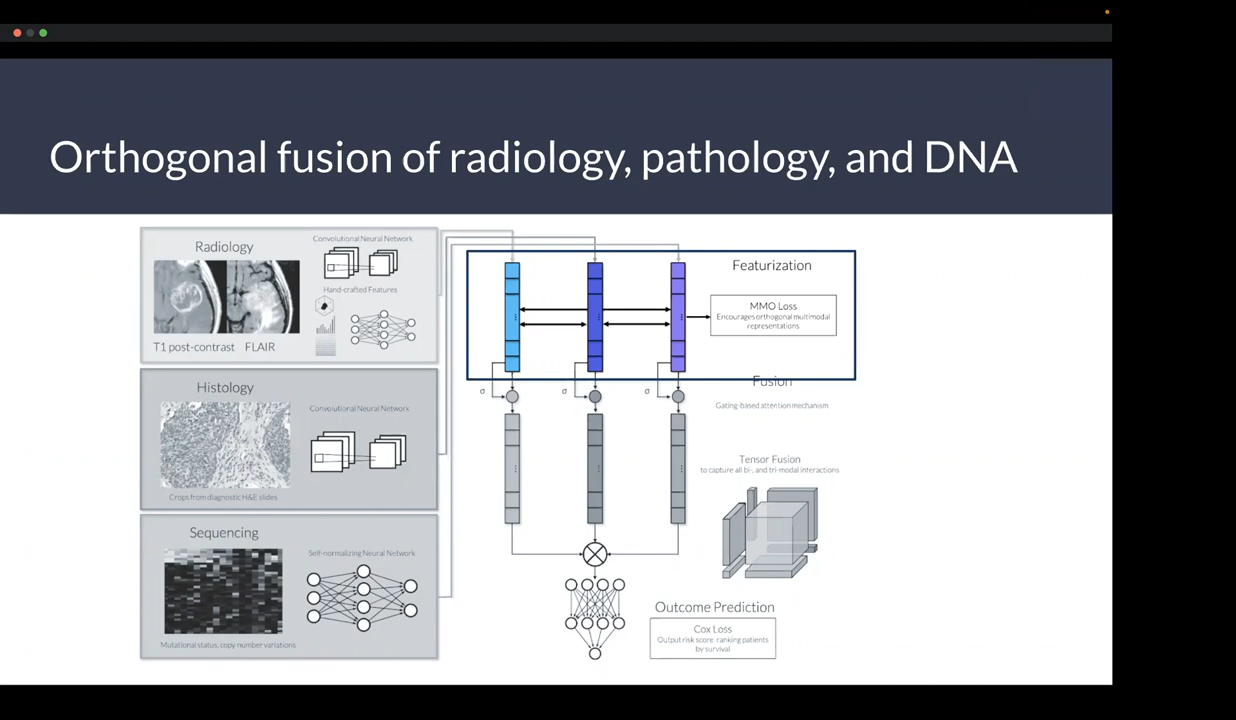 Orthogonal fusion of radiology, pathology, and DNA
Radiology
Convolutional Neural Network
Hand-crafted Features
T1 post-contrast FLAIR
Histology
Convolutional Neural Network
Crops from diagnostic H&E slides
Sequencing
Self-normalizing Neural Network
Mutational status, copy number variations
Featurization
MMO Loss
Encourages orthogonal multimodal
representations
σ
σ
σ
Fusion
Gating-based attention mechanism
Tensor Fusion
to capture all bi-, and tri-modal interactions
Outcome Prediction
Cox Loss
Output risk score ranking patients
by survival